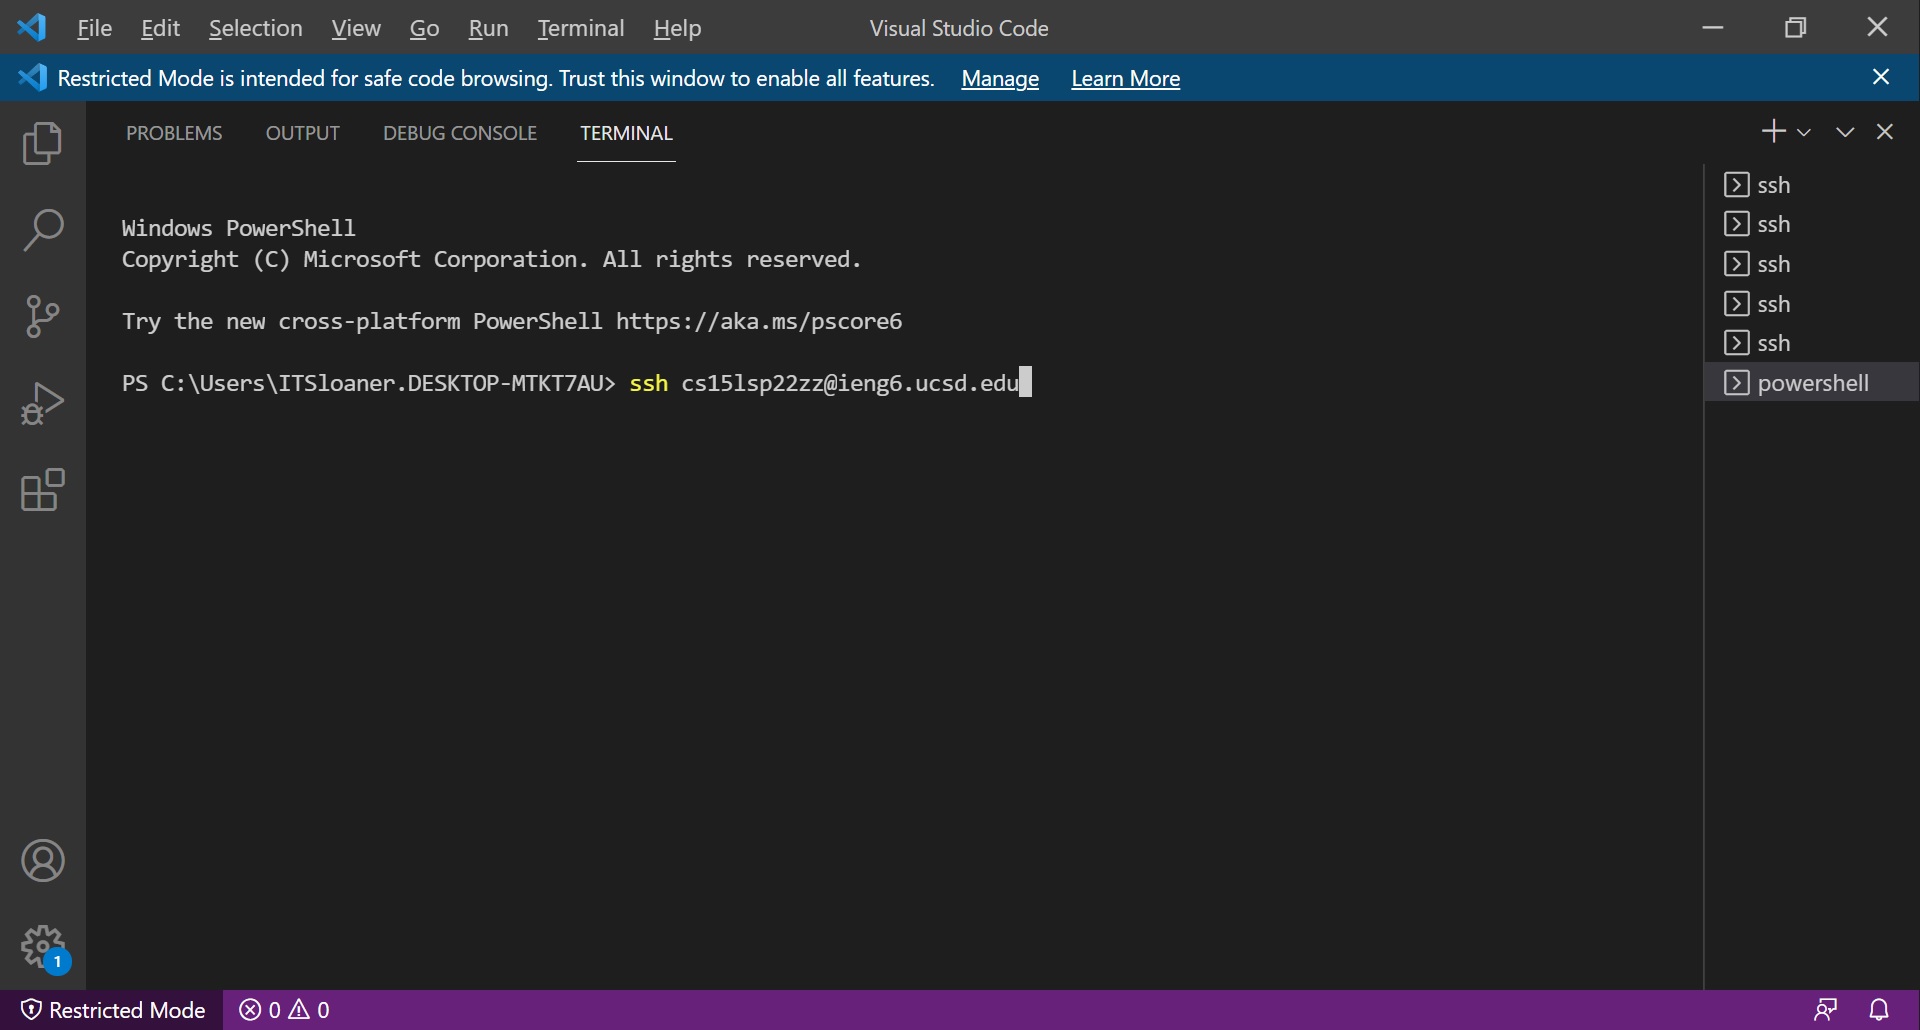 File Edit Selection View Go Run Terminal Help Visual Studio Code
Restricted Mode is intended for safe code browsing. Trust this window to enable all features. Manage Learn More
PROBLEMS OUTPUT DEBUG CONSOLE TERMINAL
Windows PowerShell
Copyright (C) Microsoft Corporation. All rights reserved.
Try the new cross-platform PowerShell https://aka.ms/pscore6
PS C:\Users\ITSloaner.DESKTOP-MTKT7AU> ssh cs15lsp22zz@ieng6.ucsd.edu
ssh
ssh
ssh
ssh
ssh
powershell
1
Restricted Mode 0 0